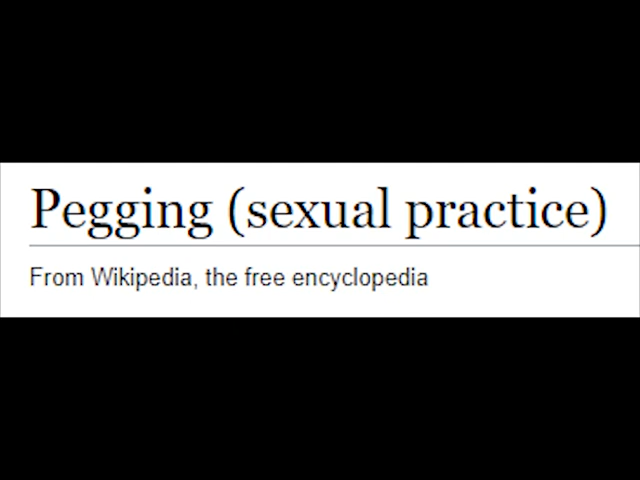 Pegging (sexual practice)
From Wikipedia, the free encyclopedia